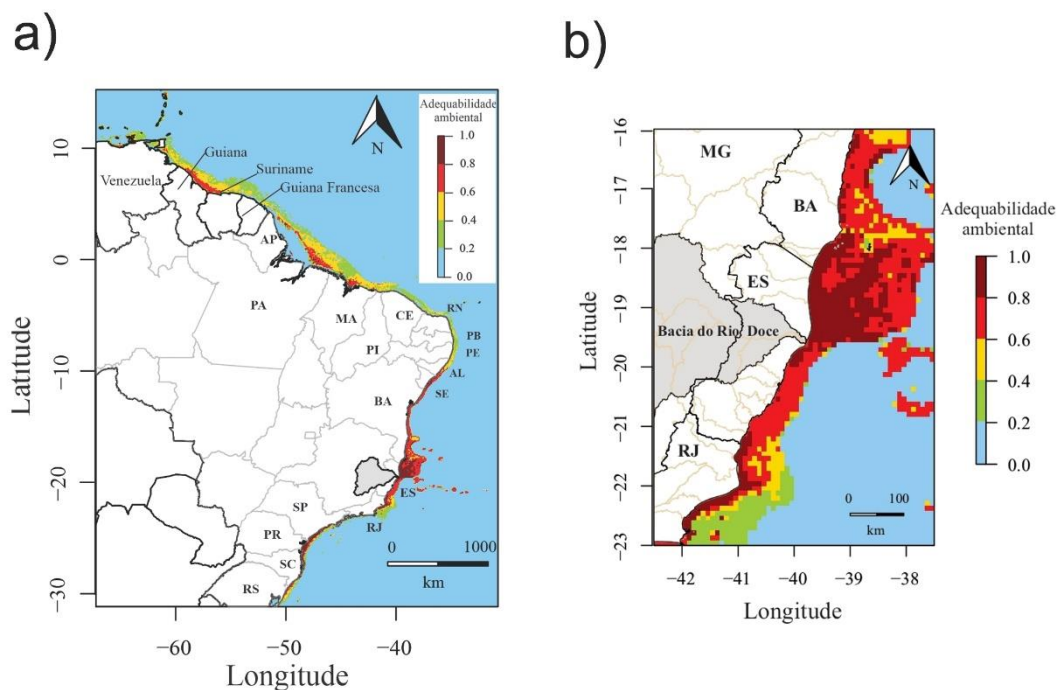 a)
Adequabilidade
ambiental
1.0
0.8
0.6
0.4
0.2
0.0
N
Guiana
Suriname
Guiana Francesa
Venezuela
AP
PA
MA
CE
RN
PB
PI
PE
AL
SE
BA
ES
SP
RJ
PR
SC
RS
0 1000
km
10
0
−10
−20
−30
Latitude
−60 −50 −40
Longitude
b)
−16
−17
−18
−19
−20
−21
−22
−23
Latitude
MG
BA
ES
Bacia do Rio Doce
RJ
N
0 100
km
−42 −41 −40 −39 −38
Longitude
Adequabilidade
ambiental
1.0
0.8
0.6
0.4
0.2
0.0